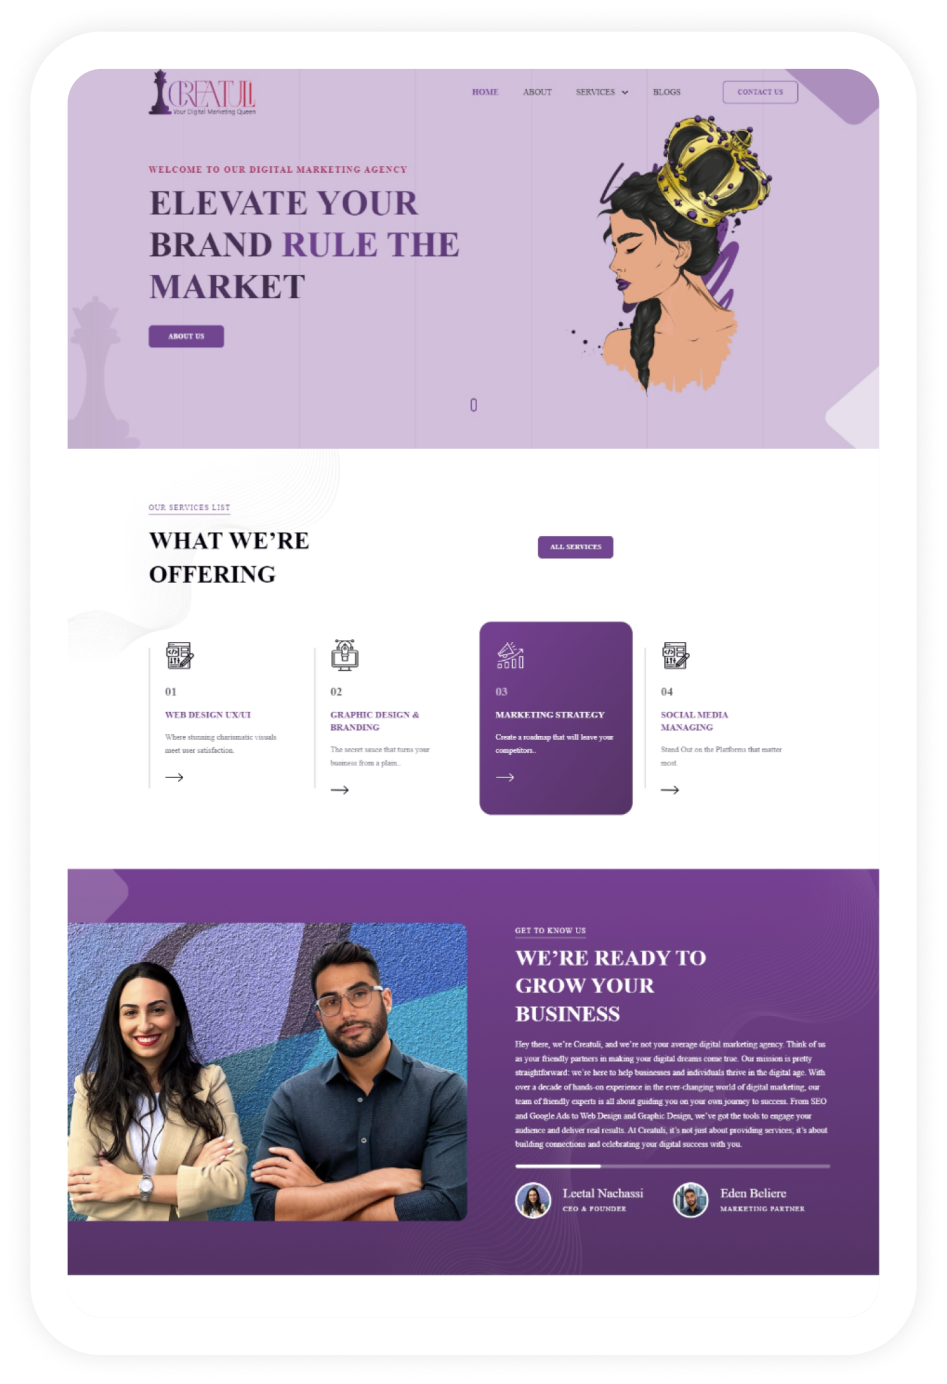 CREATULI
Your Digital Marketing Queen
HOME ABOUT SERVICES BLOGS CONTACT US
WELCOME TO OUR DIGITAL MARKETING AGENCY
ELEVATE YOUR
BRAND RULE THE
MARKET
ABOUT US
OUR SERVICES LIST
WHAT WE’RE
OFFERING
ALL SERVICES
01
WEB DESIGN UX/UI
Where stunning charismatic visuals
meet user satisfaction.
02
GRAPHIC DESIGN &
BRANDING
The secret sauce that turns your
business from a plain..
03
MARKETING STRATEGY
Create a roadmap that will leave your
competitors..
04
SOCIAL MEDIA
MANAGING
Stand Out on the Platforms that matter
most.
GET TO KNOW US
WE’RE READY TO
GROW YOUR
BUSINESS
Hey there, we’re Creatuli, and we’re not your average digital marketing agency. Think of us
as your friendly partners in making your digital dreams come true. Our mission is pretty
straightforward: we’re here to help businesses and individuals thrive in the digital age. With
over a decade of hands-on experience in the ever-changing world of digital marketing, our
team of friendly experts is all about guiding you on your own journey to success. From SEO
and Google Ads to Web Design and Graphic Design, we’ve got the tools to engage your
audience and deliver real results. At Creatuli, it’s not just about providing services, it’s about
building connections and celebrating your digital success with you.
Leetal Nachassi
CEO & FOUNDER
Eden Beliere
MARKETING PARTNER